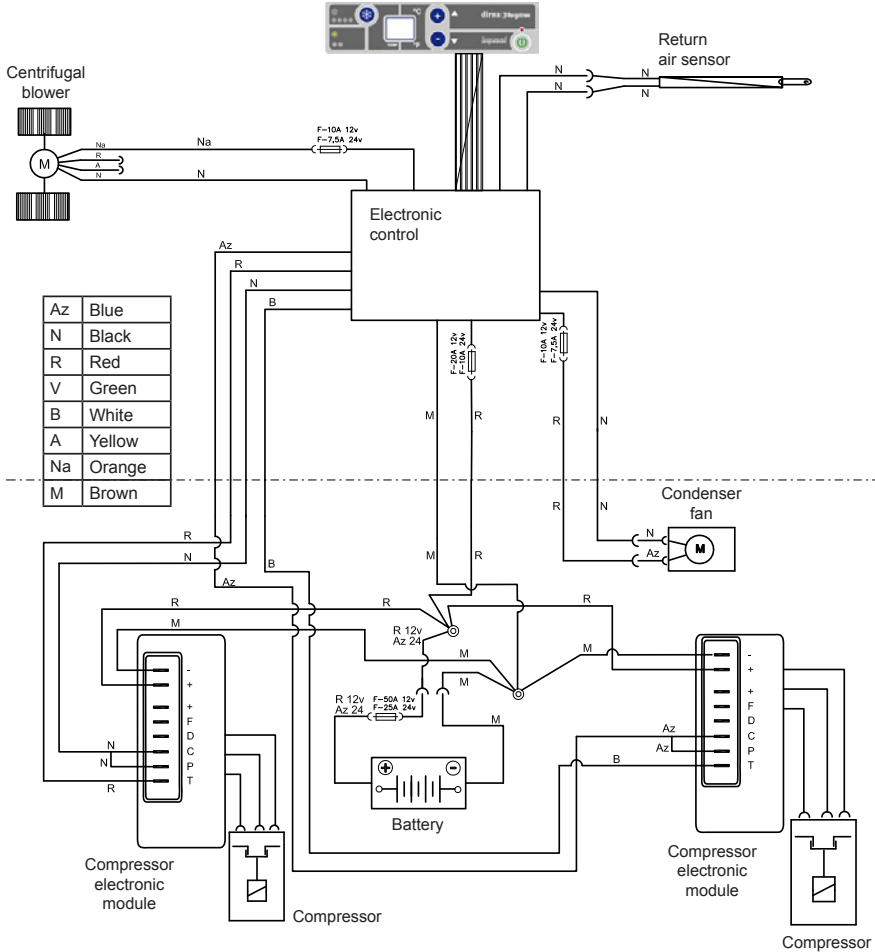 °C
°F
dirna Bergstrom
Return
air sensor
Centrifugal
blower
F-10A 12v
F-7,5A 24v
Na
Na
R
A
N
N
M
N
N
N
N
Electronic
control
Az
R
N
B
Az Blue
N Black
R Red
V Green
B White
A Yellow
Na Orange
M Brown
F-20A 12v
F-10A 24v
F-10A 12v
F-7,5A 24v
M
R
R
N
R
N
Condenser
fan
N
Az
M
R
N
B
Az
M
R
R
R
M
R
R 12v
Az 24
M
M
M
R 12v
Az 24
F-50A 12v
F-25A 24v
M
-
+
+
F
D
C
P
T
N
N
R
-
+
+
F
D
C
P
T
Az
Az
B
+
-
Battery
Compressor
electronic
module
Compressor
Compressor
electronic
module
Compressor